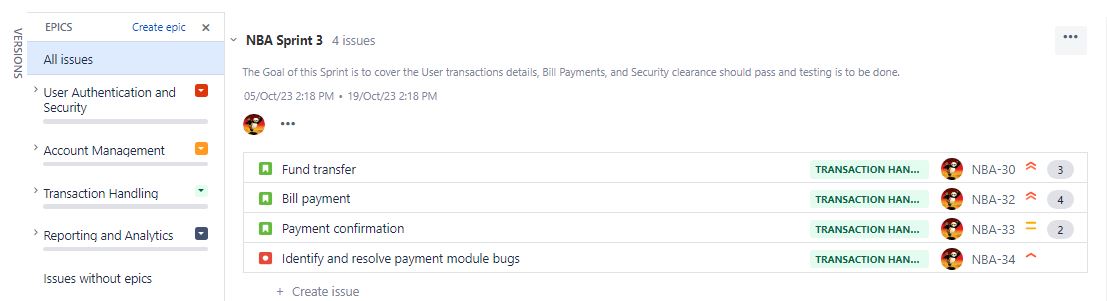 VERSIONS
EPICS Create epic ×
All issues
User Authentication and
Security
Account Management
Transaction Handling
Reporting and Analytics
Issues without epics
NBA Sprint 3 4 issues
The Goal of this Sprint is to cover the User transactions details, Bill Payments, and Security clearance should pass and testing is to be done.
05/Oct/23 2:18 PM • 19/Oct/23 2:18 PM
Fund transfer TRANSACTION HAN... NBA-30 3
Bill payment TRANSACTION HAN... NBA-32 4
Payment confirmation TRANSACTION HAN... NBA-33 2
Identify and resolve payment module bugs TRANSACTION HAN... NBA-34
+ Create issue